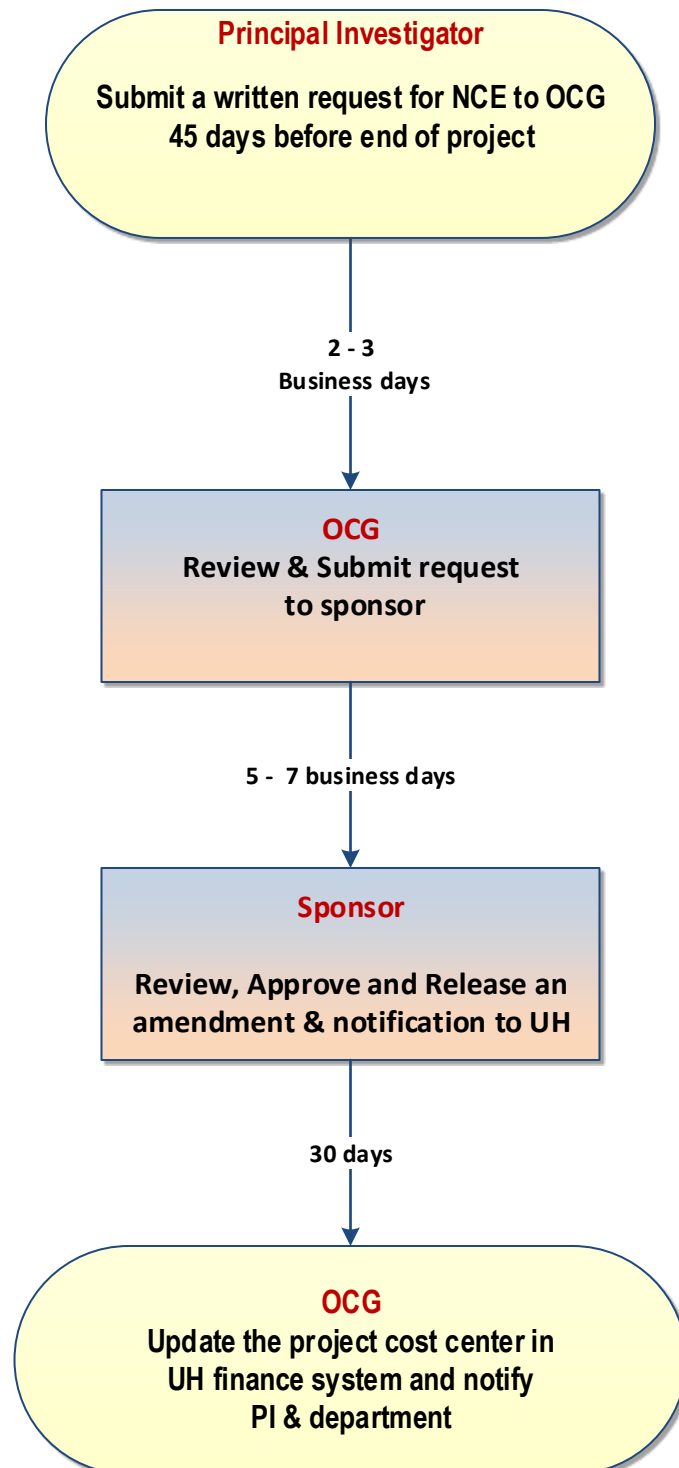 Principal Investigator
Submit a written request for NCE to OCG
45 days before end of project
2 - 3
Business days
OCG
Review & Submit request
to sponsor
5 - 7 business days
Sponsor
Review, Approve and Release an
amendment & notification to UH
30 days
OCG
Update the project cost center in
UH finance system and notify
PI & department